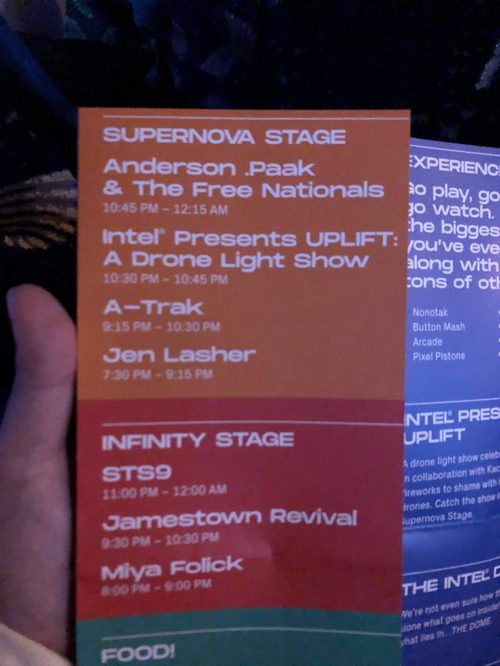 SUPERNOVA STAGE
Anderson .Paak
& The Free Nationals
10:45 PM – 12:15 AM
Intel® Presents UPLIFT:
A Drone Light Show
10:30 PM – 10:45 PM
A-Trak
9:15 PM – 10:30 PM
Jen Lasher
7:30 PM – 9:15 PM
INFINITY STAGE
STS9
11:00 PM – 12:00 AM
Jamestown Revival
9:30 PM – 10:30 PM
Miya Folick
8:00 PM – 9:00 PM
FOOD!
EXPERIENC
Go play, go
go watch.
the bigges
you've eve
along with
tons of oth
Nonotak
Button Mash
Arcade
Pixel Pistons
INTEL® PRES
UPLIFT
A drone light show celeb
in collaboration with Kac
fireworks to shame with
drones. Catch the show
Supernova Stage.
THE INTEL® D
We're not even sure how t
alone what goes on inside
what lies in...THE DOME.